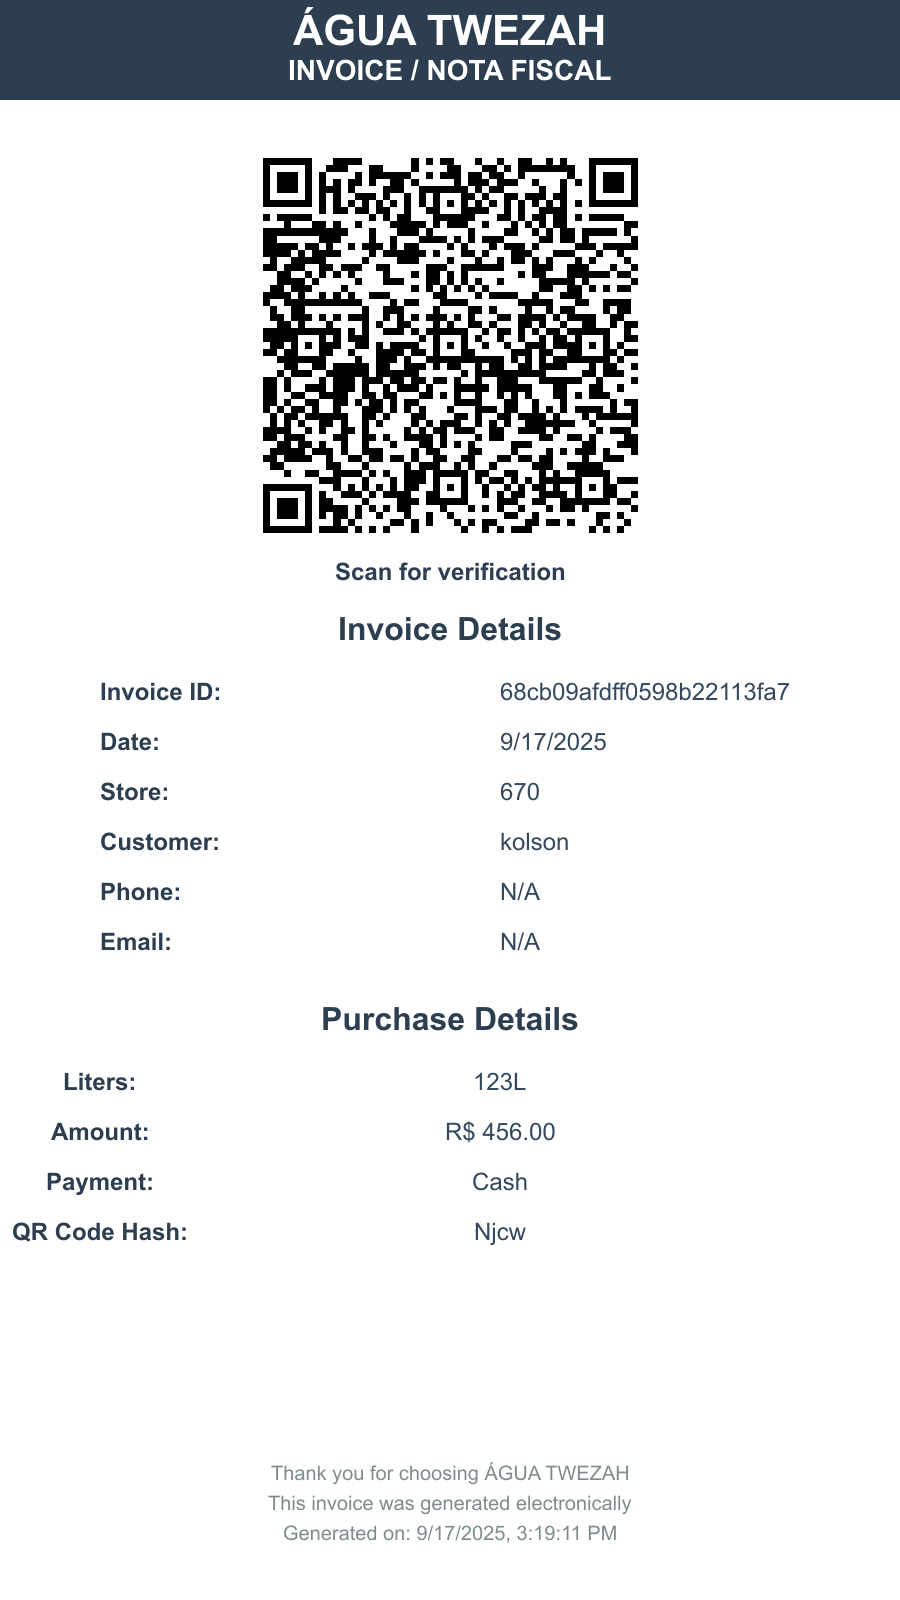 ÁGUA TWEZAH
INVOICE / NOTA FISCAL
Scan for verification
Invoice Details
Invoice ID: 68cb09afdff0598b22113fa7
Date: 9/17/2025
Store: 670
Customer: kolson
Phone: N/A
Email: N/A
Purchase Details
Liters: 123L
Amount: R$ 456.00
Payment: Cash
QR Code Hash: Njcw
Thank you for choosing ÁGUA TWEZAH
This invoice was generated electronically
Generated on: 9/17/2025, 3:19:11 PM